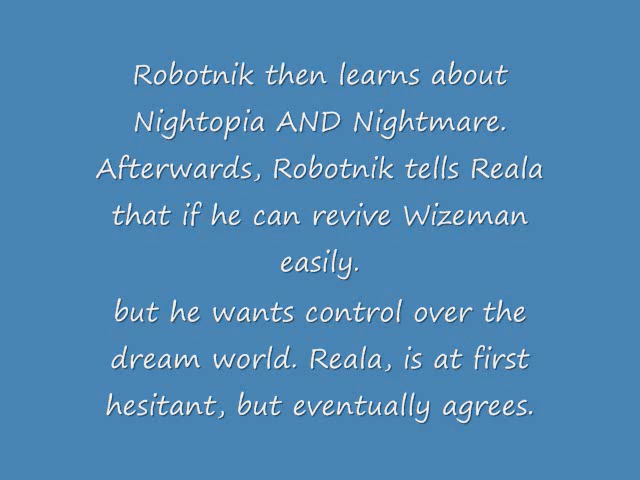 Robotnik then learns about
Nightopia AND Nightmare.
Afterwards, Robotnik tells Reala
that if he can revive Wizeman
easily.
but he wants control over the
dream world. Reala, is at first
hesitant, but eventually agrees.